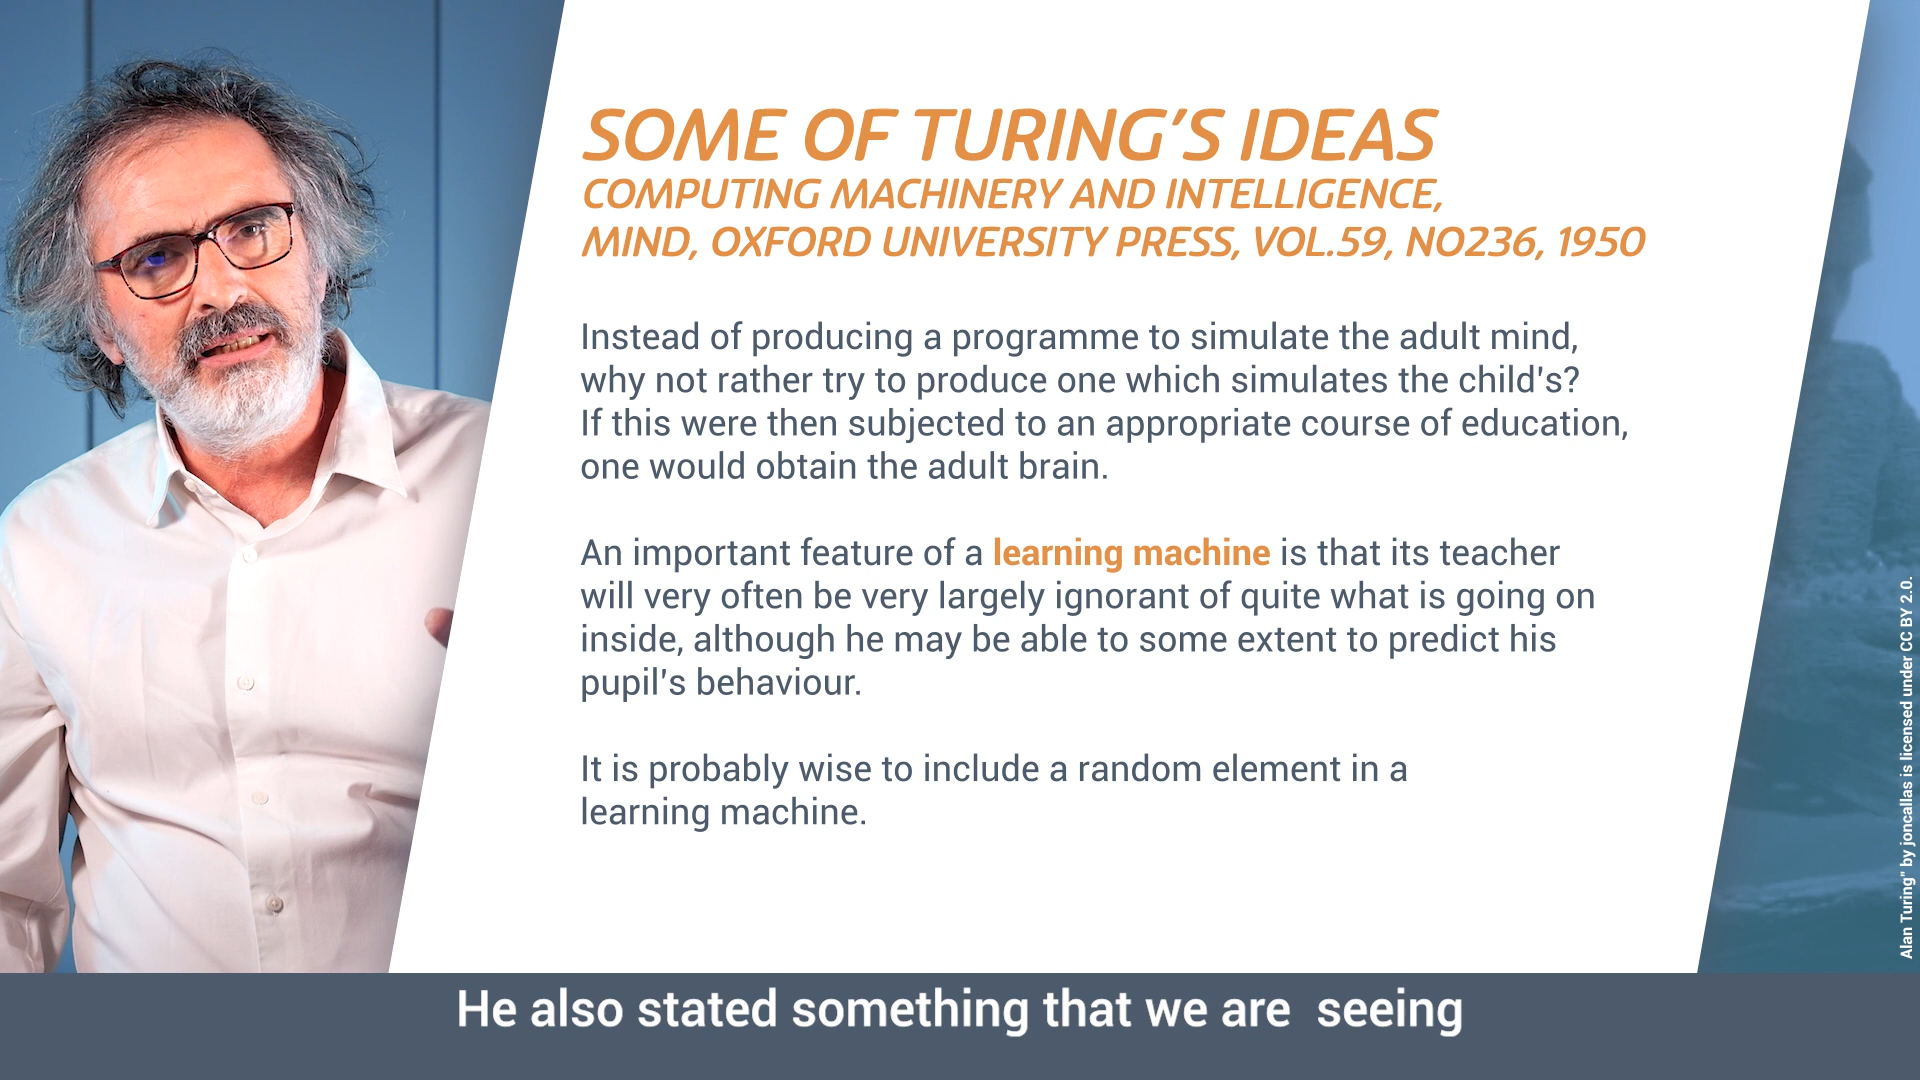 SOME OF TURING'S IDEAS
COMPUTING MACHINERY AND INTELLIGENCE,
MIND, OXFORD UNIVERSITY PRESS, VOL.59, NO236, 1950
Instead of producing a programme to simulate the adult mind,
why not rather try to produce one which simulates the child's?
If this were then subjected to an appropriate course of education,
one would obtain the adult brain.
An important feature of a learning machine is that its teacher
will very often be very largely ignorant of quite what is going on
inside, although he may be able to some extent to predict his
pupil's behaviour.
It is probably wise to include a random element in a
learning machine.
Alan Turing" by joncallas is licensed under CC BY 2.0.
He also stated something that we are  seeing